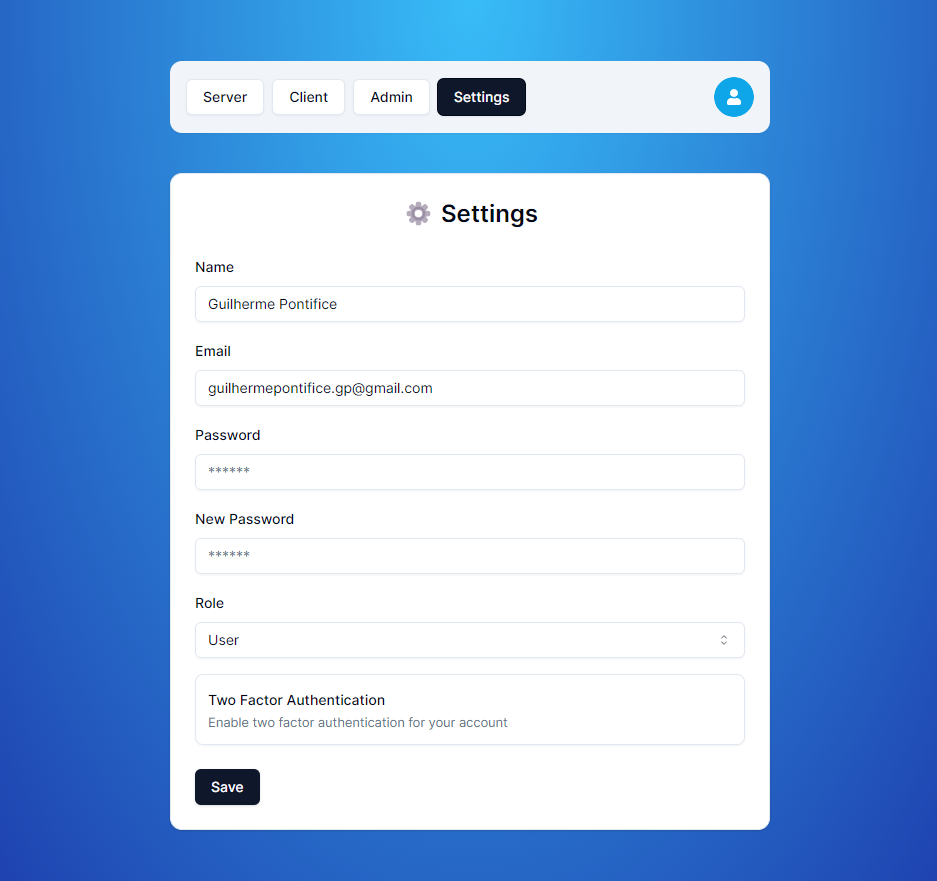 Server Client Admin Settings
⚙️ Settings
Name
Guilherme Pontifice
Email
guilhermepontifice.gp@gmail.com
Password
******
New Password
******
Role
User
Two Factor Authentication
Enable two factor authentication for your account
Save